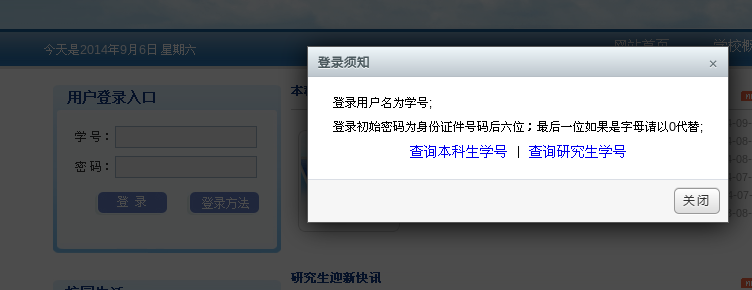 今天是2014年9月6日 星期六
网站首页
登录须知
×
用户登录入口
登录用户名为学号;
登录初始密码为身份证件号码后六位；最后一位如果是字母请以0代替;
学号：
查询本科生学号 | 查询研究生学号
密码：
登 录
登录方法
关闭
研究生迎新快讯